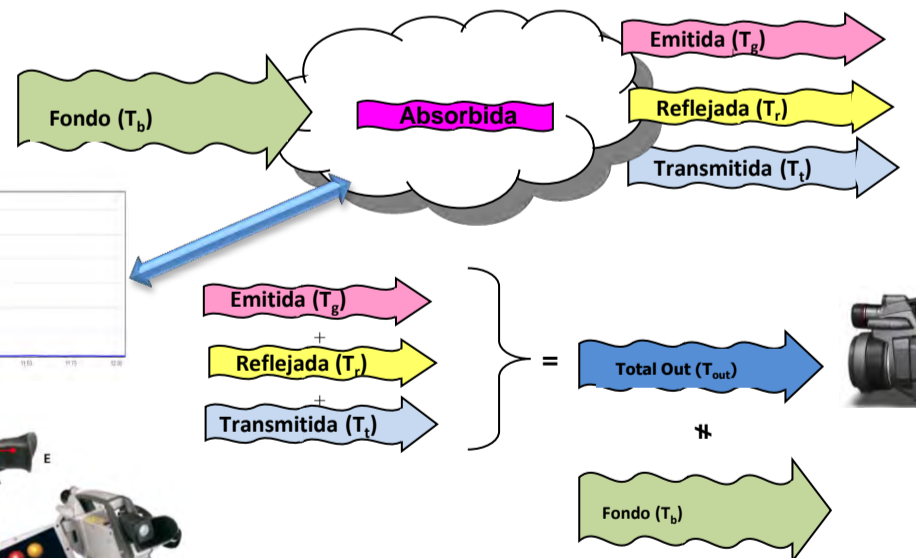 Emitida (Tg)
Fondo (Tb)
Absorbida
Reflejada (Tr)
Transmitida (Tt)
Emitida (Tg)
+
Reflejada (Tr)
+
Transmitida (Tt)
=
Total Out (Tout)
≠
Fondo (Tb)
E